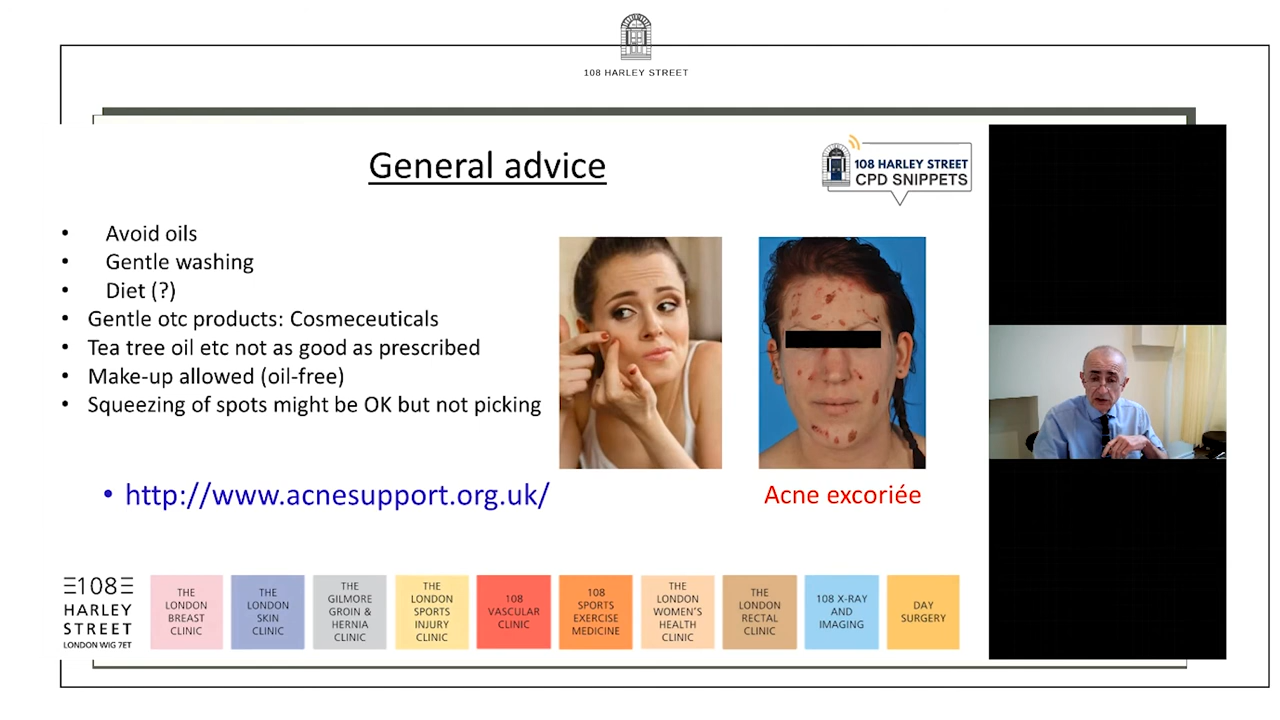 108 HARLEY STREET
General advice
108 HARLEY STREET
CPD SNIPPETS
• Avoid oils
• Gentle washing
• Diet (?)
• Gentle otc products: Cosmeceuticals
• Tea tree oil etc not as good as prescribed
• Make-up allowed (oil-free)
• Squeezing of spots might be OK but not picking
• http://www.acnesupport.org.uk/
Acne excoriée
108
HARLEY
STREET
LONDON W1G 7ET
THE
LONDON
BREAST
CLINIC
THE
LONDON
SKIN
CLINIC
THE
GILMORE
GROIN &
HERNIA
CLINIC
THE
LONDON
SPORTS
INJURY
CLINIC
108
VASCULAR
CLINIC
108
SPORTS
EXERCISE
MEDICINE
THE
LONDON
WOMEN'S
HEALTH
CLINIC
THE
LONDON
RECTAL
CLINIC
108 X-RAY
AND
IMAGING
DAY
SURGERY